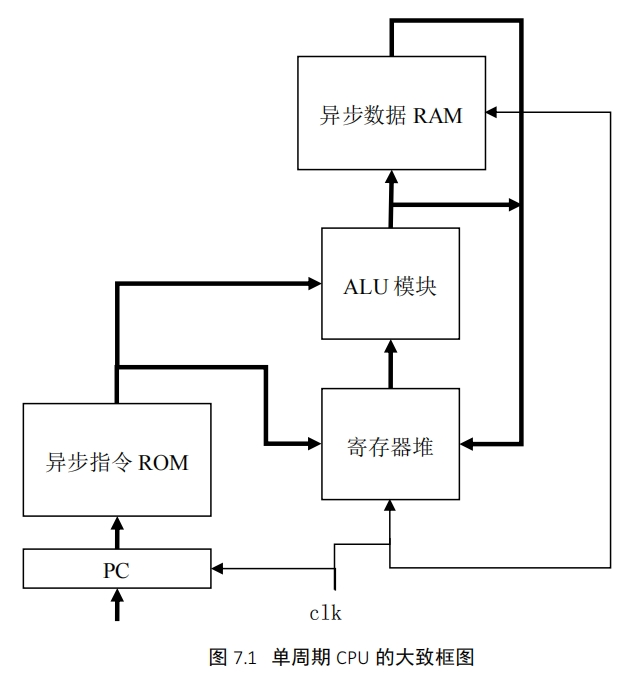 异步数据 RAM
ALU 模块
异步指令 ROM
寄存器堆
PC
clk
图 7.1 单周期 CPU 的大致框图